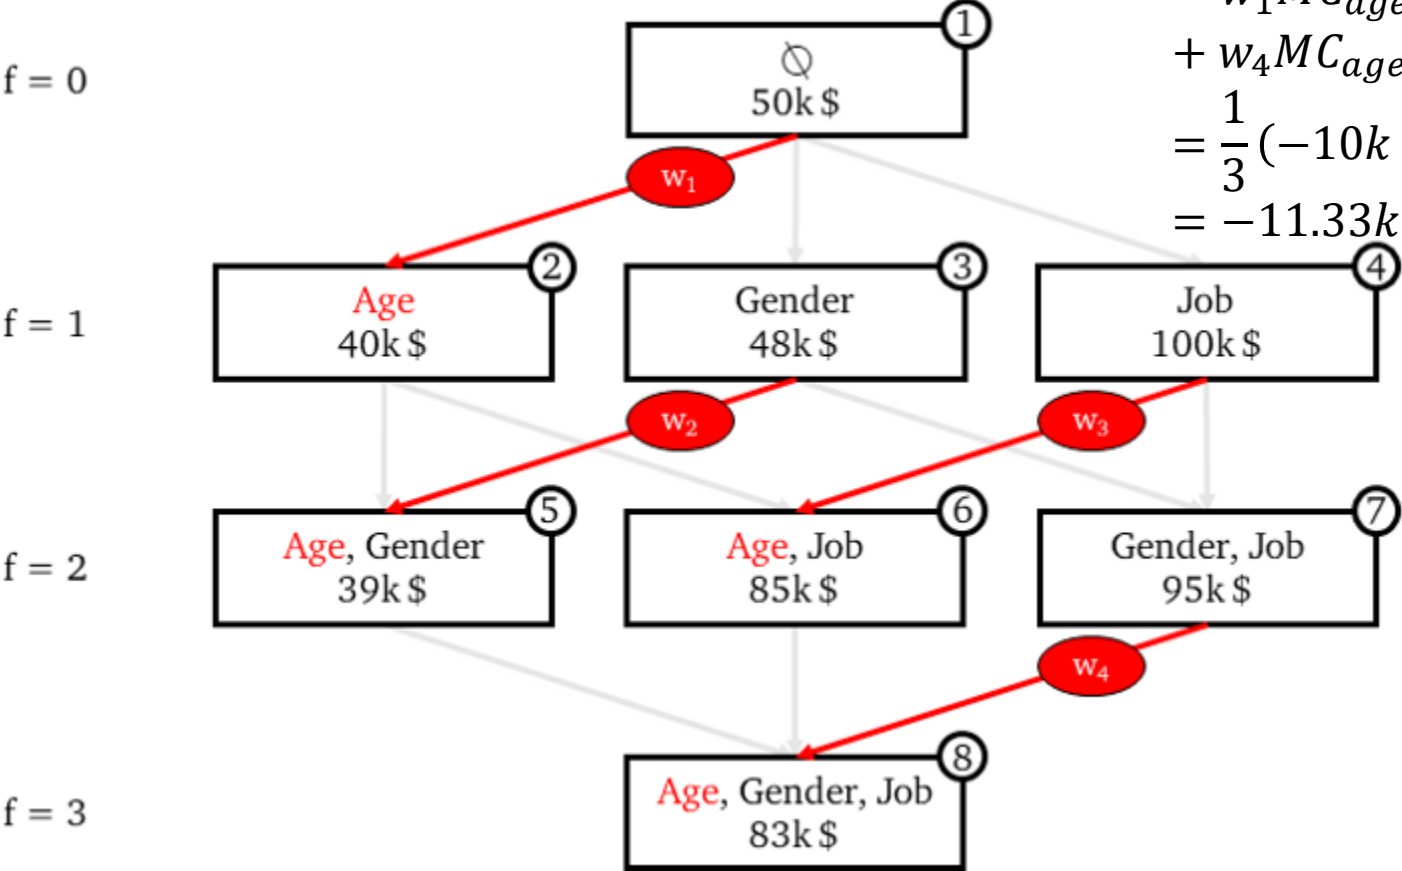 1
w₁MC_age
f = 0
∅
+ w₄MC_age
50k $
= 1/3 (−10k
w₁
= −11.33k
2
3
4
f = 1
Age
Gender
Job
40k $
48k $
100k $
w₂
w₃
5
6
7
f = 2
Age, Gender
Age, Job
Gender, Job
39k $
85k $
95k $
w₄
8
f = 3
Age, Gender, Job
83k $